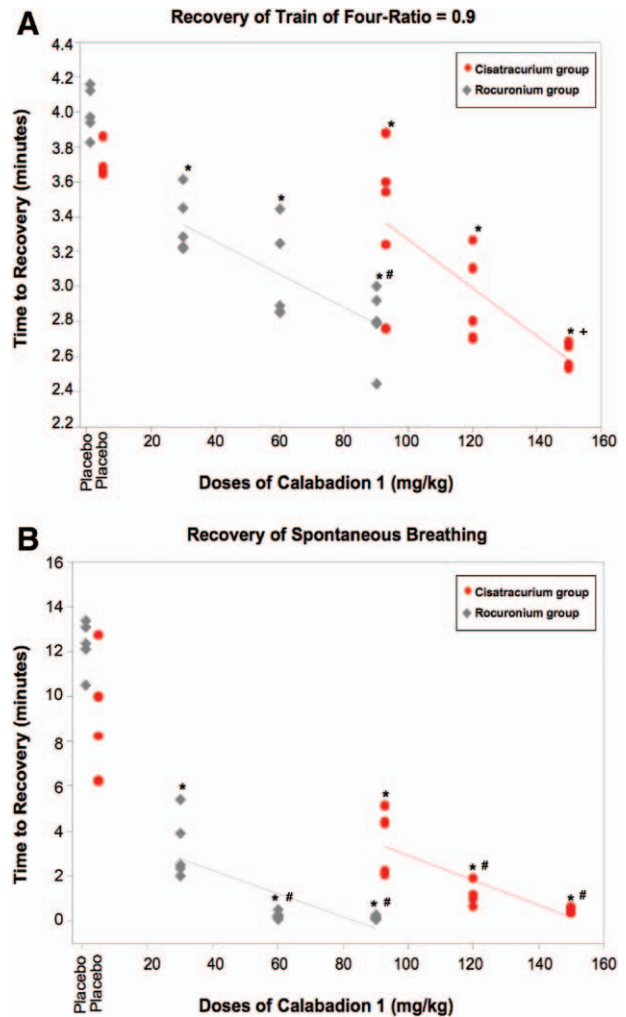 A
Recovery of Train of Four-Ratio = 0.9
4.4
4.2
4.0
3.8
3.6
3.4
3.2
3.0
2.8
2.6
2.4
2.2
Time to Recovery (minutes)
Cisatracurium group
Rocuronium group
*
*
* #
*
*
* +
Placebo
Placebo
20 40 60 80 100 120 140 160
Doses of Calabadion 1 (mg/kg)
B
Recovery of Spontaneous Breathing
16
14
12
10
8
6
4
2
0
Time to Recovery (minutes)
Cisatracurium group
Rocuronium group
*
* #
* #
*
* #
* #
Placebo
Placebo
20 40 60 80 100 120 140 160
Doses of Calabadion 1 (mg/kg)